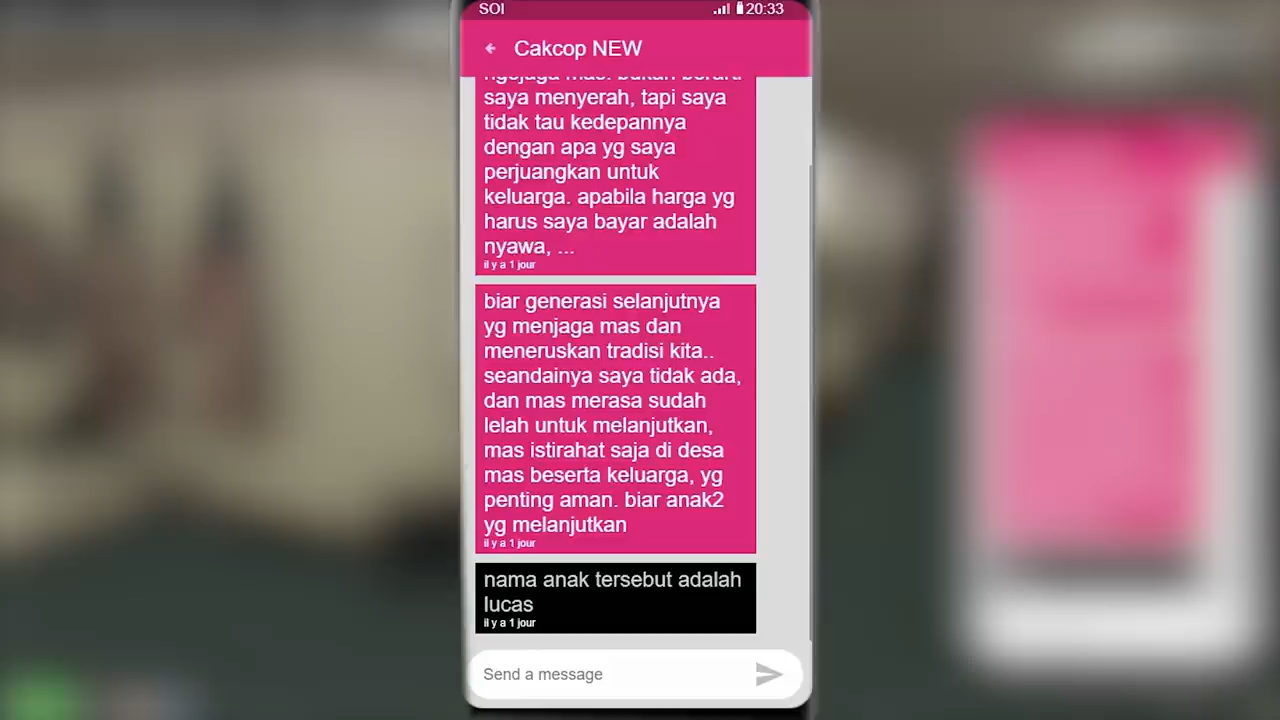 SOI 20:33
Cakcop NEW
ngejaga mas. bukan berarti
saya menyerah, tapi saya
tidak tau kedepannya
dengan apa yg saya
perjuangkan untuk
keluarga. apabila harga yg
harus saya bayar adalah
nyawa, ...
il y a 1 jour
biar generasi selanjutnya
yg menjaga mas dan
meneruskan tradisi kita..
seandainya saya tidak ada,
dan mas merasa sudah
lelah untuk melanjutkan,
mas istirahat saja di desa
mas beserta keluarga, yg
penting aman. biar anak2
yg melanjutkan
il y a 1 jour
nama anak tersebut adalah
lucas
il y a 1 jour
Send a message